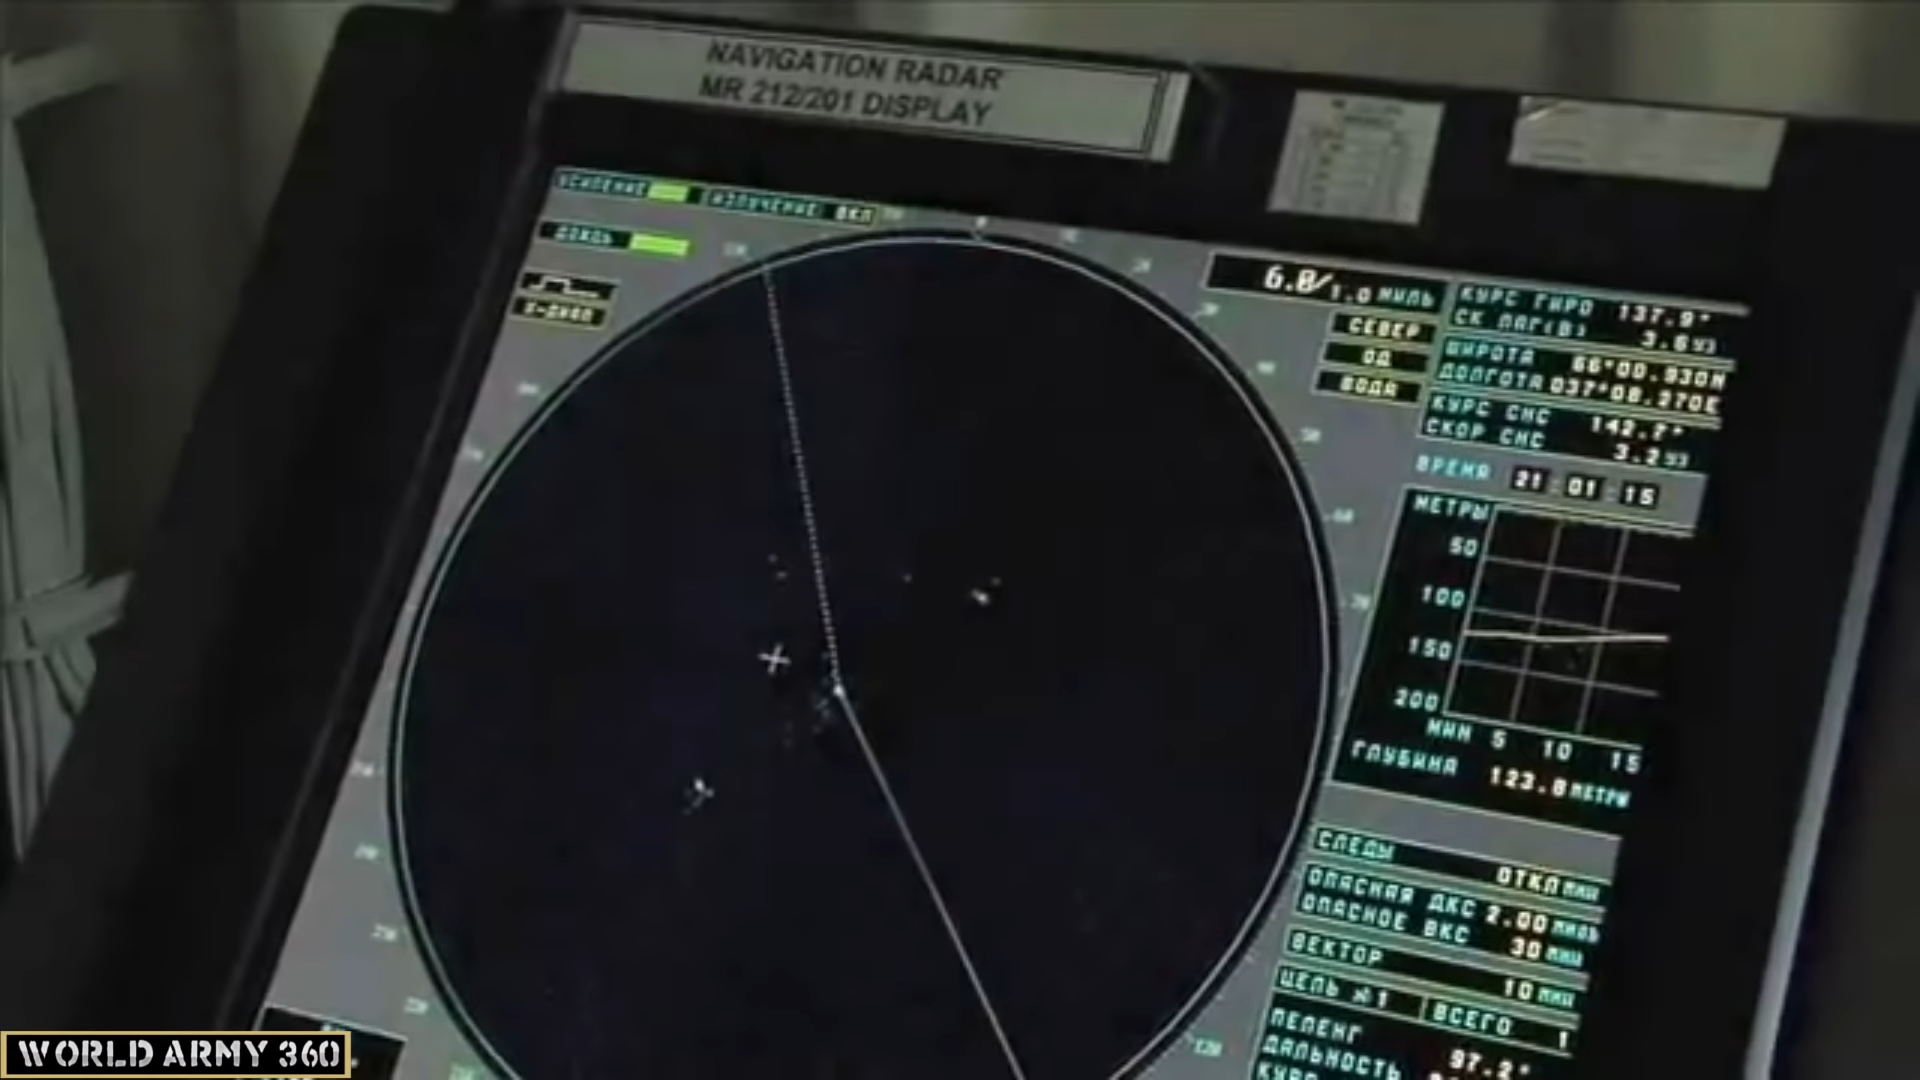 NAVIGATION RADAR
MR 212/201 DISPLAY
УСИЛЕНИЕ
ИЗЛУЧЕНИЕ ВКЛ
ДОЖДЬ
6.0/1.0 МИЛЬ
СЕВЕР
ОД
ВОДА
КУРС ГИРО 137.9°
СК ЛАГ(В) 3.6 УЗ
ШИРОТА 66°00.930N
ДОЛГОТА 037°08.270E
КУРС СНС 142.7°
СКОР СНС 3.2 УЗ
ВРЕМЯ 21:01:15
МЕТРЫ
50
100
150
200
МИН 5 10 15
ГЛУБИНА 123.8 МЕТРЫ
СЛЕДЫ
ОТКЛ МИН
ОПАСНАЯ ДКС 2.00 МИЛЬ
ОПАСНОЕ ВКС 30 МИН
ВЕКТОР
10 МИН
ЦЕЛЬ №1 ВСЕГО 1
ПЕЛЕНГ 97.2°
ДАЛЬНОСТЬ
КУРС
WORLD ARMY 360